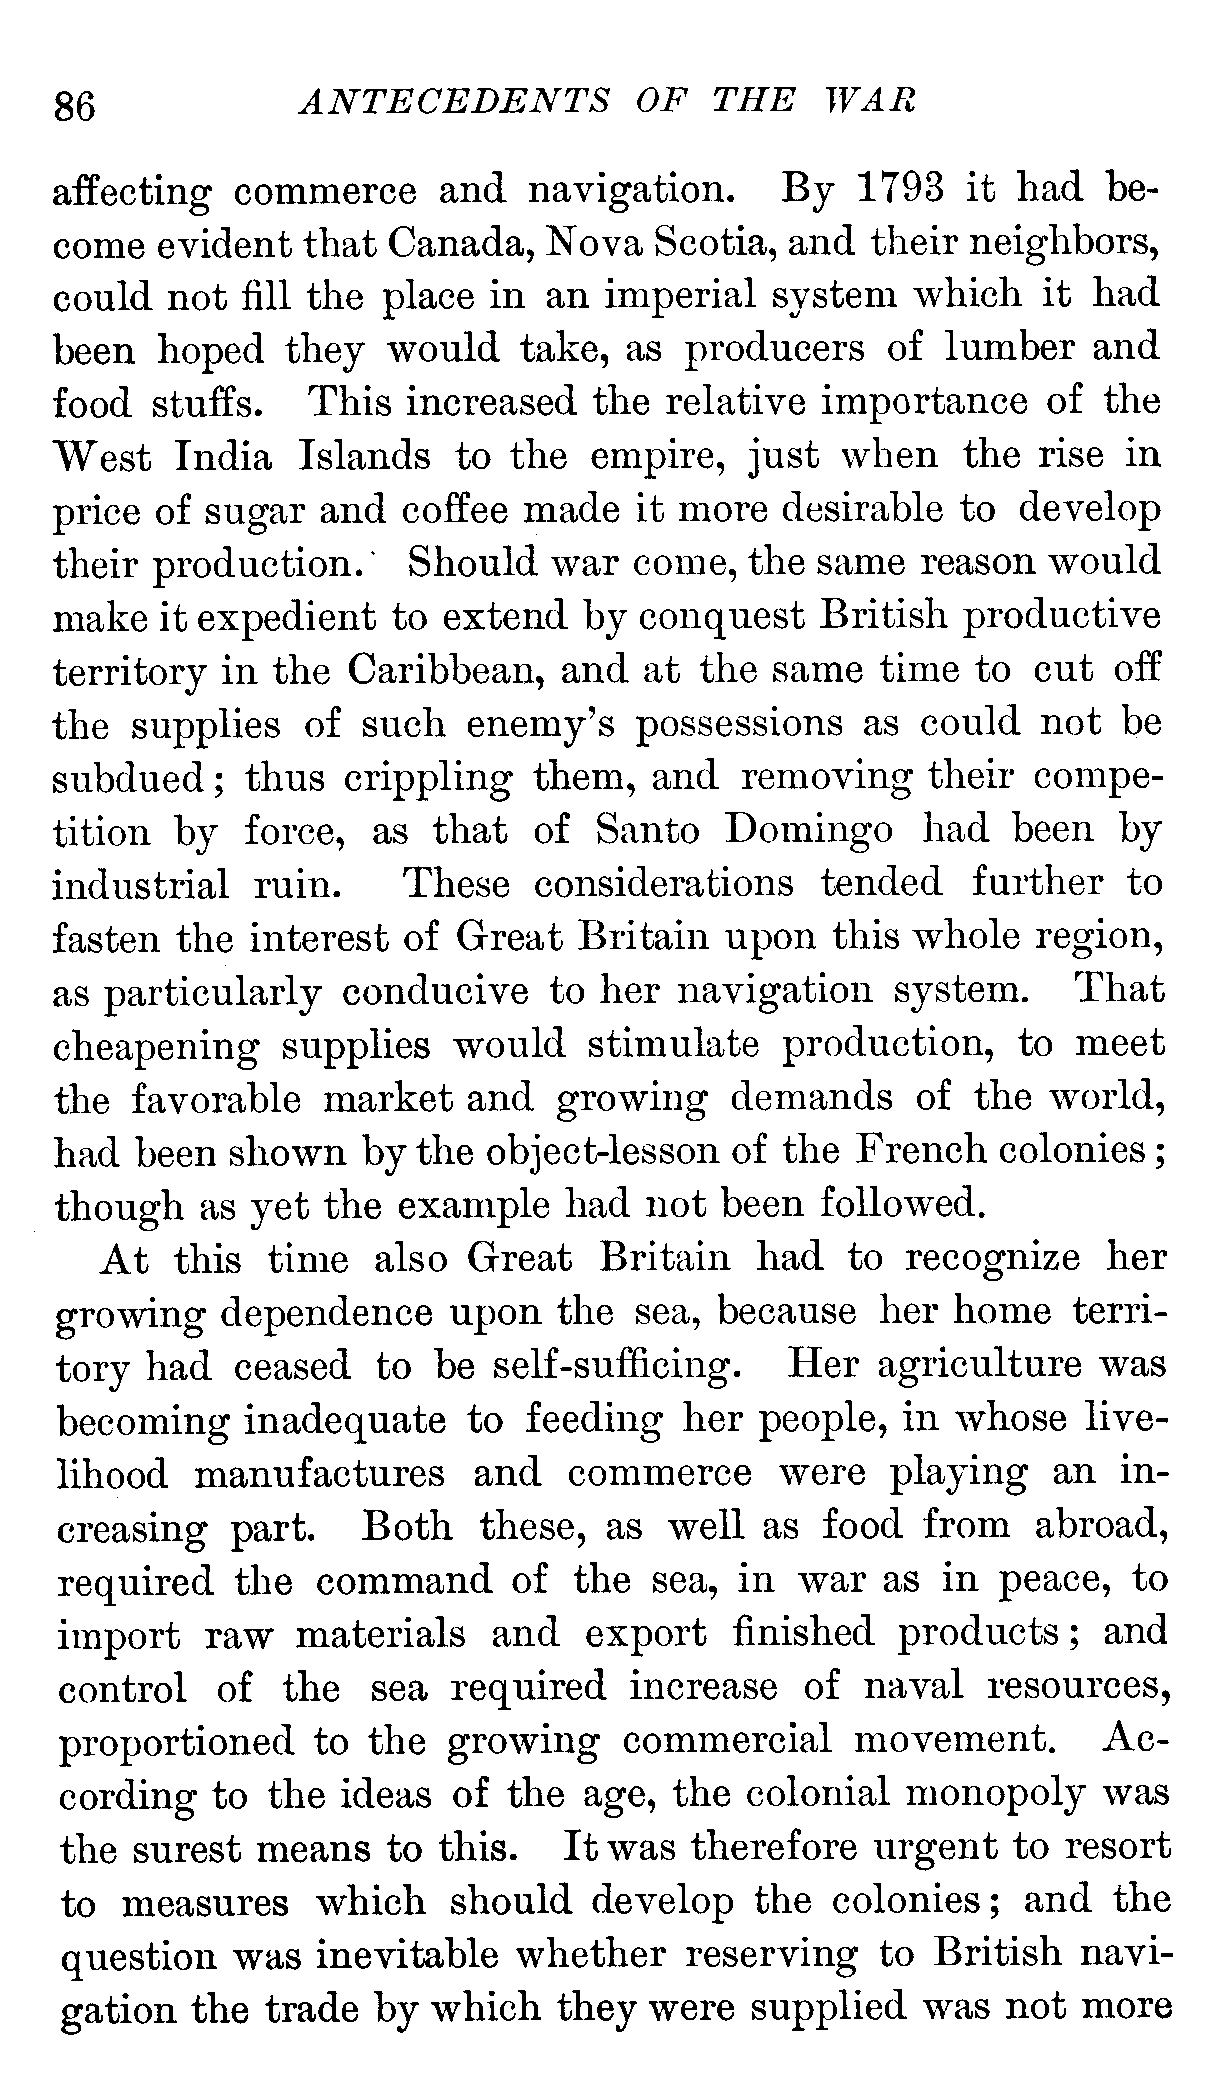 86 ANTECEDENTS OF THE WAR
affecting commerce and navigation. By 1793 it had be-
come evident that Canada, Nova Scotia, and their neighbors,
could not fill the place in an imperial system which it had
been hoped they would take, as producers of lumber and
food stuffs. This increased the relative importance of the
West India Islands to the empire, just when the rise in
price of sugar and coffee made it more desirable to develop
their production. Should war come, the same reason would
make it expedient to extend by conquest British productive
territory in the Caribbean, and at the same time to cut off
the supplies of such enemy's possessions as could not be
subdued; thus crippling them, and removing their compe-
tition by force, as that of Santo Domingo had been by
industrial ruin. These considerations tended further to
fasten the interest of Great Britain upon this whole region,
as particularly conducive to her navigation system. That
cheapening supplies would stimulate production, to meet
the favorable market and growing demands of the world,
had been shown by the object-lesson of the French colonies;
though as yet the example had not been followed.
At this time also Great Britain had to recognize her
growing dependence upon the sea, because her home terri-
tory had ceased to be self-sufficing. Her agriculture was
becoming inadequate to feeding her people, in whose live-
lihood manufactures and commerce were playing an in-
creasing part. Both these, as well as food from abroad,
required the command of the sea, in war as in peace, to
import raw materials and export finished products; and
control of the sea required increase of naval resources,
proportioned to the growing commercial movement. Ac-
cording to the ideas of the age, the colonial monopoly was
the surest means to this. It was therefore urgent to resort
to measures which should develop the colonies; and the
question was inevitable whether reserving to British navi-
gation the trade by which they were supplied was not more